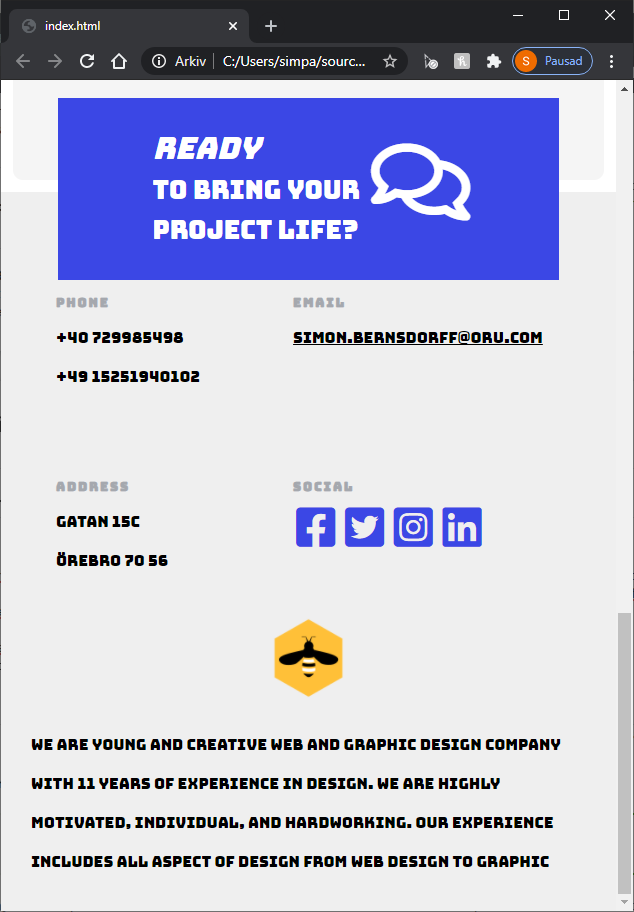 index.html
Arkiv
C:/Users/simpa/sourc...
S
Pausad
READY
TO BRING YOUR
PROJECT LIFE?
PHONE
EMAIL
+40 729985498
SIMON.BERNSDORFF@ORU.COM
+49 15251940102
ADDRESS
SOCIAL
GATAN 15C
ÖREBRO 70 56
WE ARE YOUNG AND CREATIVE WEB AND GRAPHIC DESIGN COMPANY
WITH 11 YEARS OF EXPERIENCE IN DESIGN. WE ARE HIGHLY
MOTIVATED, INDIVIDUAL, AND HARDWORKING. OUR EXPERIENCE
INCLUDES ALL ASPECT OF DESIGN FROM WEB DESIGN TO GRAPHIC